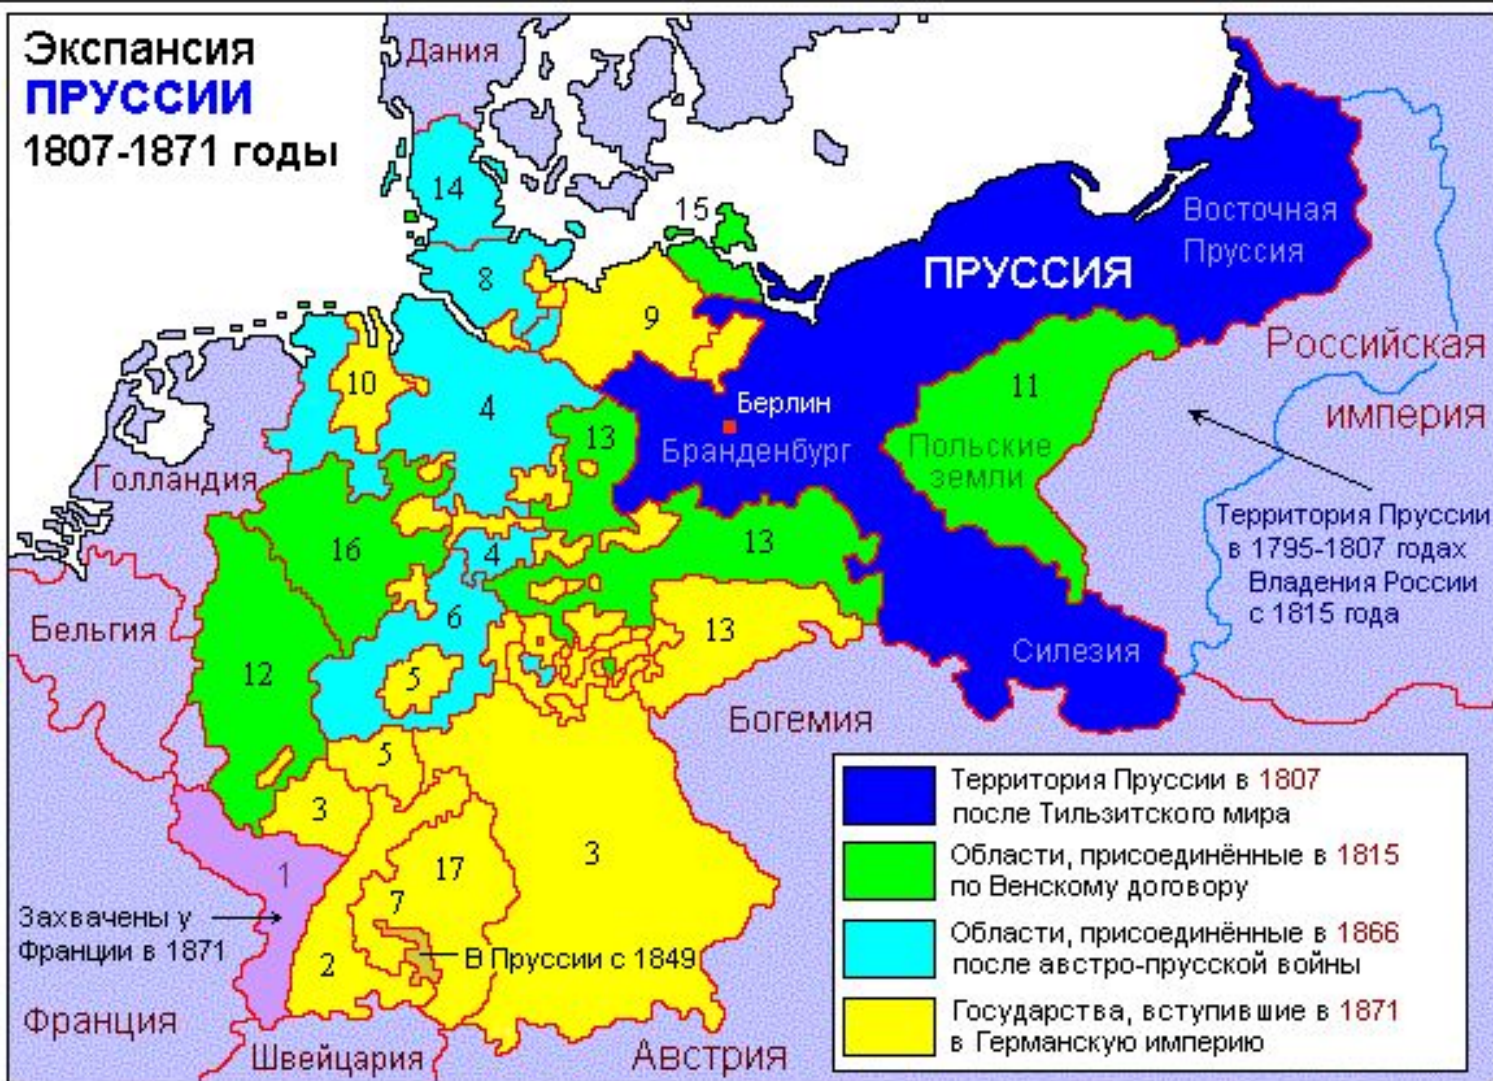 Экспансия
ПРУССИИ
1807-1871 годы
Дания
14
15
8
9
Восточная
Пруссия
ПРУССИЯ
Российская
империя
10
4
11
Берлин
13
Бранденбург
Польские
земли
Голландия
16
4
13
Территория Пруссии
в 1795-1807 годах
Владения России
с 1815 года
Бельгия
6
13
12
5
Силезия
Богемия
5
3
3
1
17
7
2
Захвачены у
Франции в 1871
В Пруссии с 1849
Франция
Швейцария
Австрия
Территория Пруссии в 1807
после Тильзитского мира
Области, присоединённые в 1815
по Венскому договору
Области, присоединённые в 1866
после австро-прусской войны
Государства, вступившие в 1871
в Германскую империю